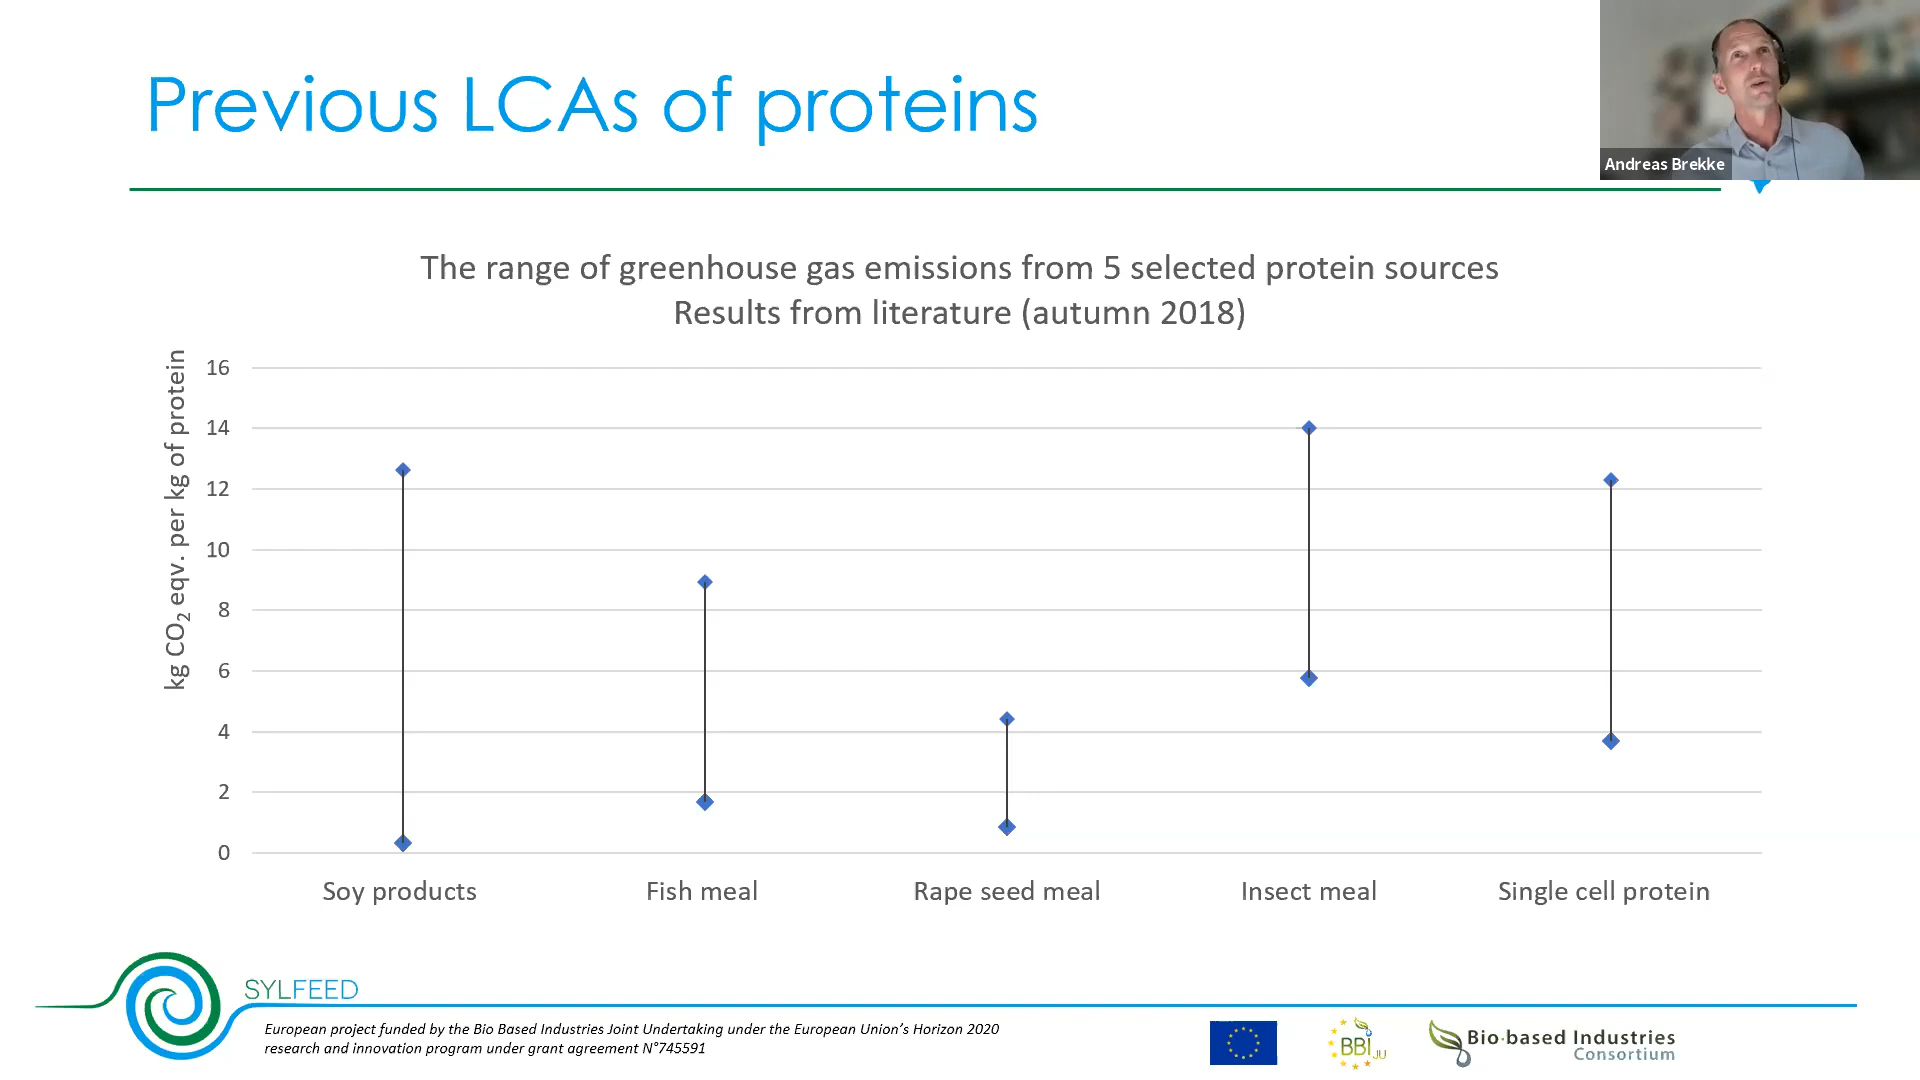 Previous LCAs of proteins
Andreas Brekke
The range of greenhouse gas emissions from 5 selected protein sources
Results from literature (autumn 2018)
kg CO₂ eqv. per kg of protein
16
14
12
10
8
6
4
2
0
Soy products
Fish meal
Rape seed meal
Insect meal
Single cell protein
SYLFEED
European project funded by the Bio Based Industries Joint Undertaking under the European Union's Horizon 2020
research and innovation program under grant agreement N°745591
BBI JU
Bio-based Industries
Consortium